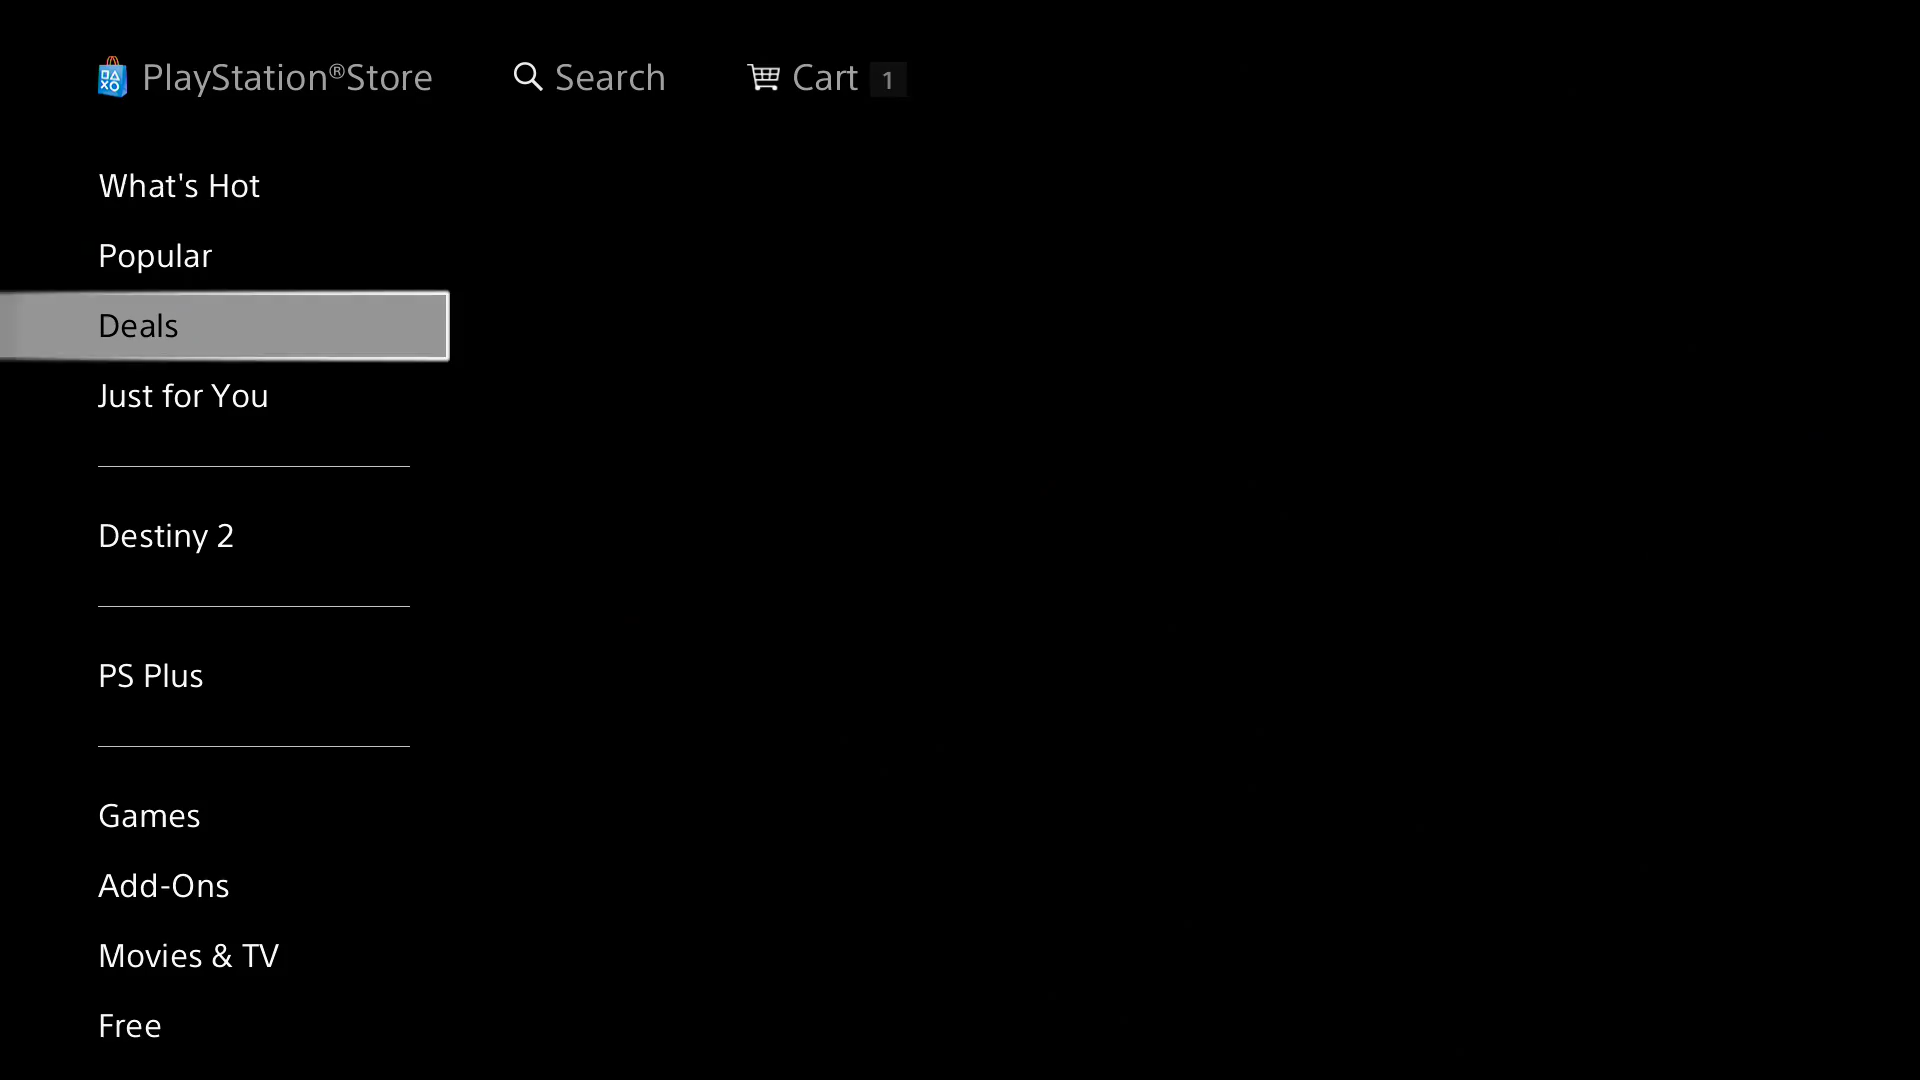 PlayStation®Store Search Cart 1
What's Hot
Popular
Deals
Just for You
Destiny 2
PS Plus
Games
Add-Ons
Movies & TV
Free